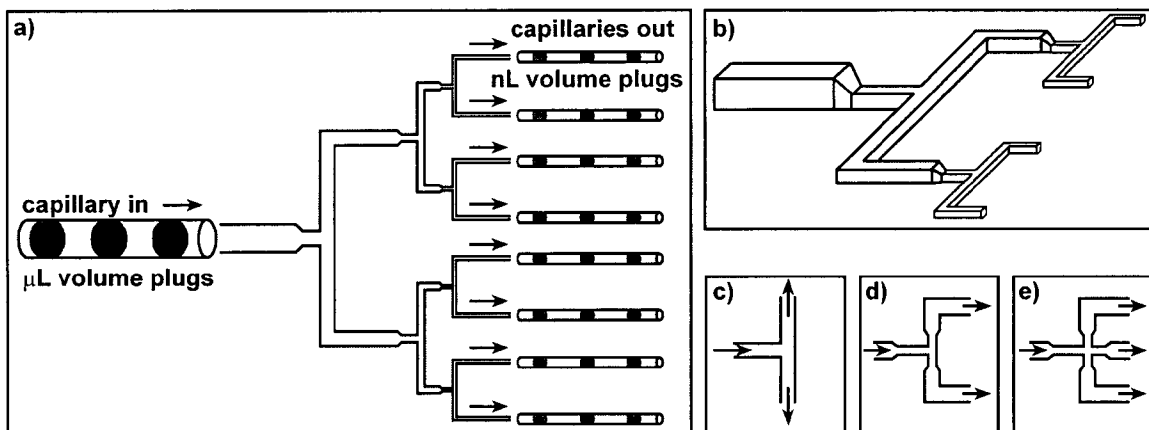 a)
capillaries out
nL volume plugs
capillary in
μL volume plugs
b)
c)
d)
e)